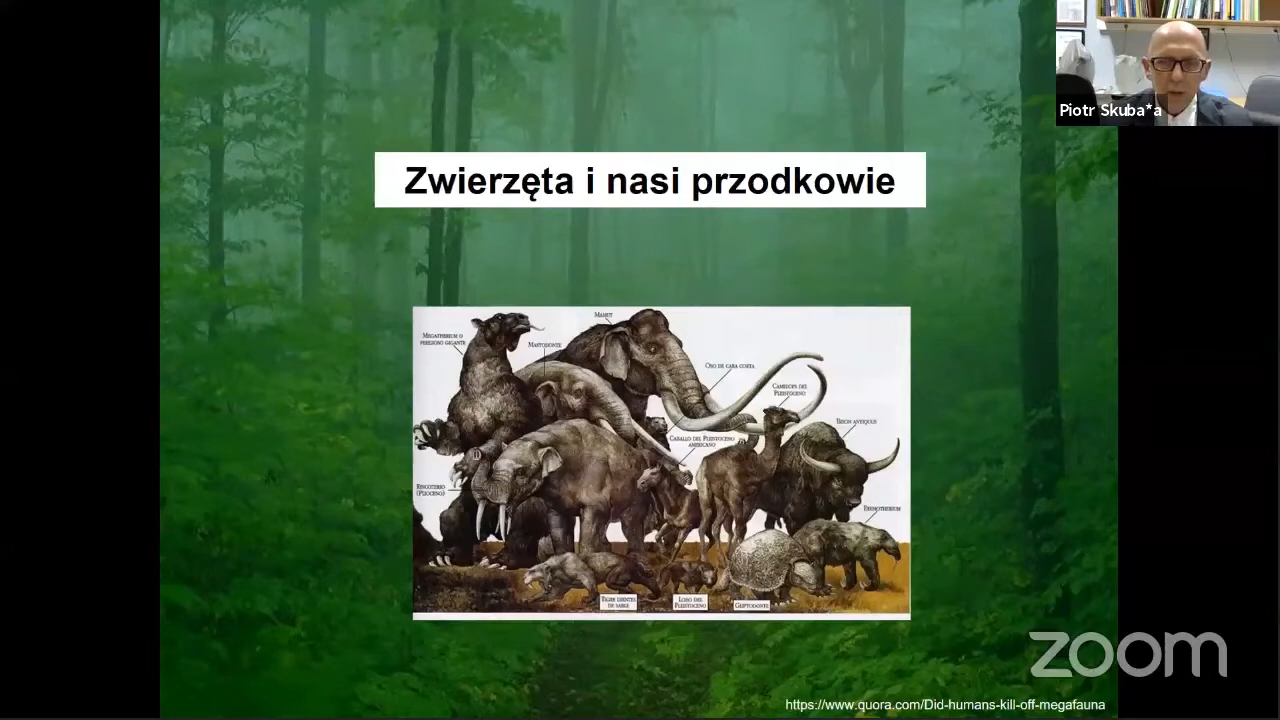 Piotr Skuba*a
Zwierzęta i nasi przodkowie
MAMUT
MEGATHERIUM O
PEREZOSO GIGANTE
MASTODONTE
OSO DE CARA CORTA
CAMELOPS DEL
PLEISTOCENO
BISON ANTIQUUS
CABALLO DEL PLEISTOCENO
AMERICANO
RINCOTERIO
(PLIOCENO)
EREMOTHERIUM
TIGRE DIENTES
DE SABLE
LOBO DEL
PLEISTOCENO
GLIPTODONTE
zoom
https://www.quora.com/Did-humans-kill-off-megafauna